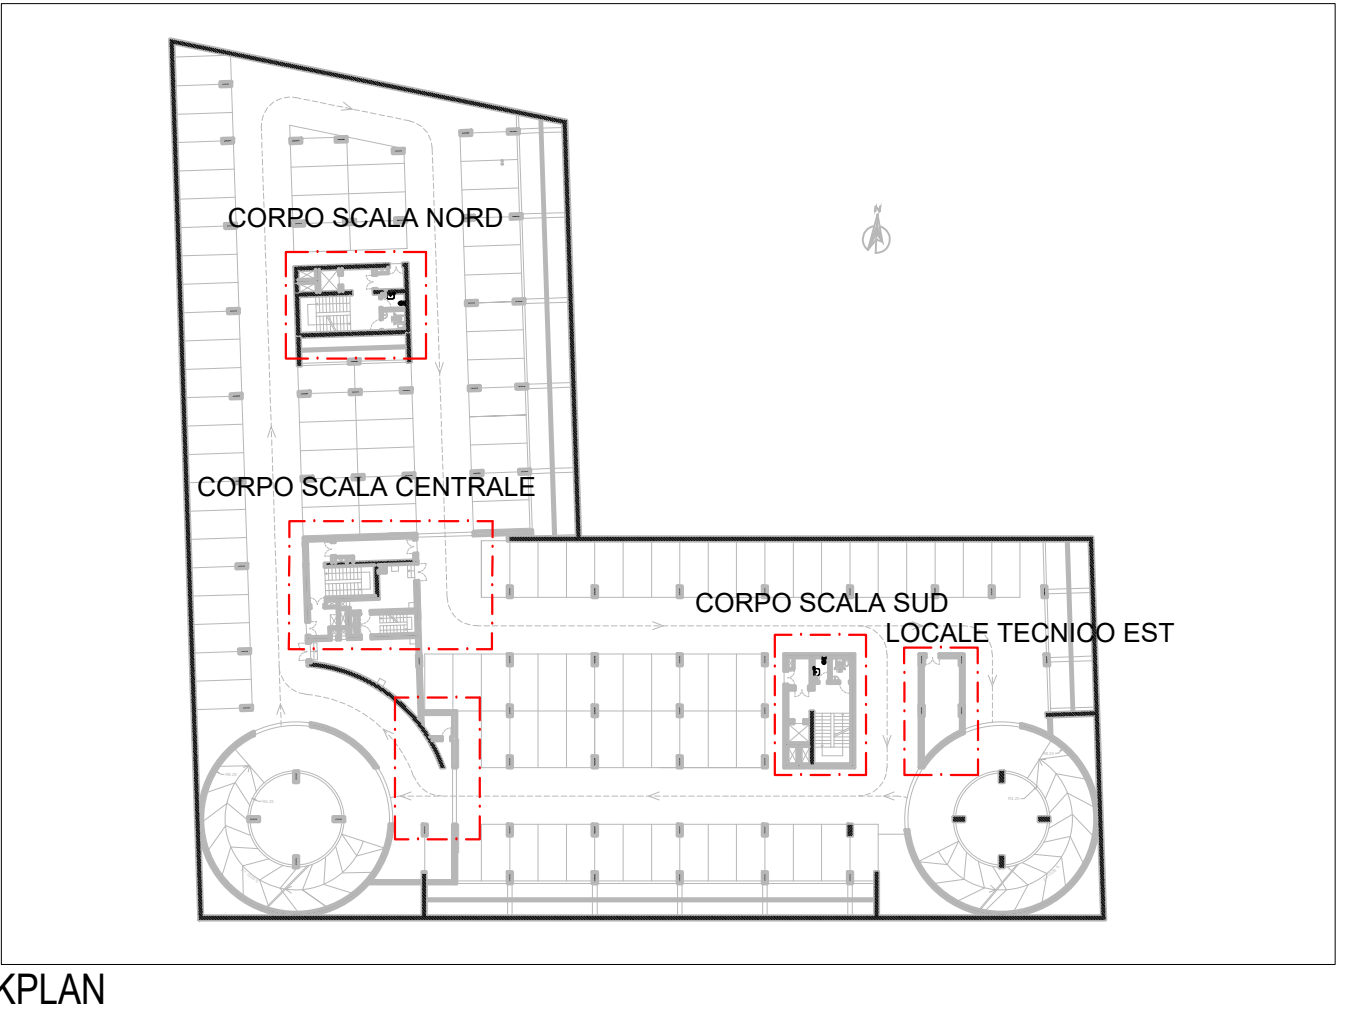 N
CORPO SCALA NORD
CORPO SCALA CENTRALE
CORPO SCALA SUD
LOCALE TECNICO EST
KPLAN